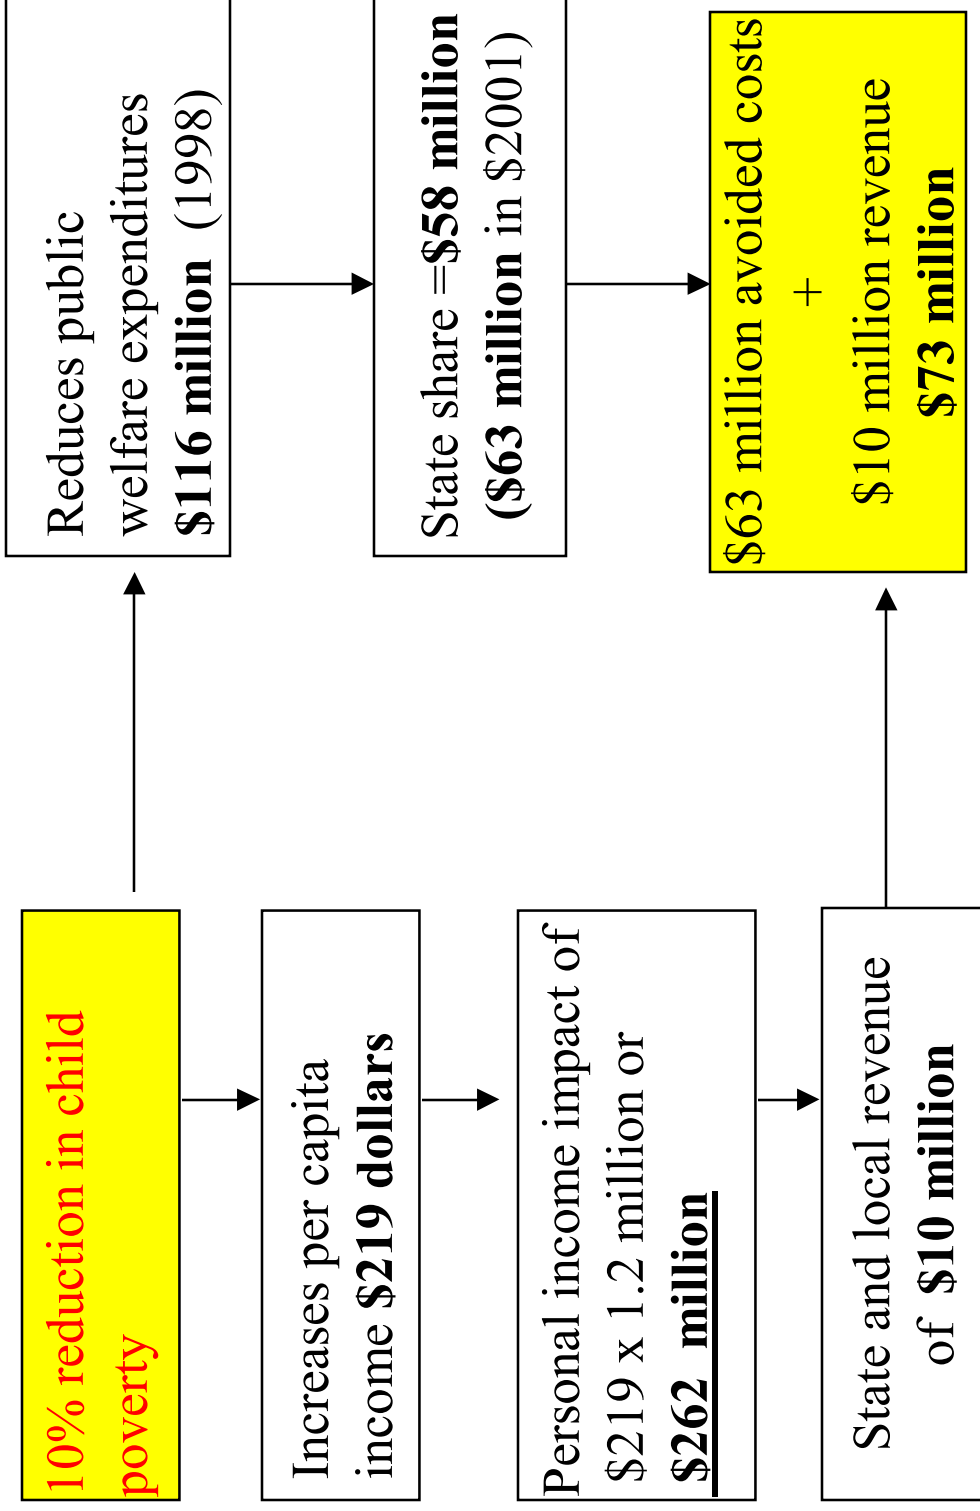 10% reduction in child
poverty
Increases per capita
income $219 dollars
Personal income impact of
$219 x 1.2 million or
$262 million
State and local revenue
of $10 million
Reduces public
welfare expenditures
$116 million (1998)
State share =$58 million
($63 million in $2001)
$63 million avoided costs
+
$10 million revenue
$73 million